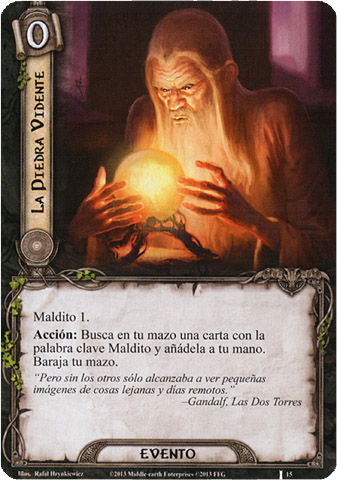 0
LA PIEDRA VIDENTE
Maldito 1.
Acción: Busca en tu mazo una carta con la
palabra clave Maldito y añádela a tu mano.
Baraja tu mazo.
“Pero sin los otros sólo alcanzaba a ver pequeñas
imágenes de cosas lejanas y días remotos.”
–Gandalf, Las Dos Torres
EVENTO
Illus. Rafał Hrynkiewicz
©2013 Middle-earth Enterprises ©2013 FFG
15